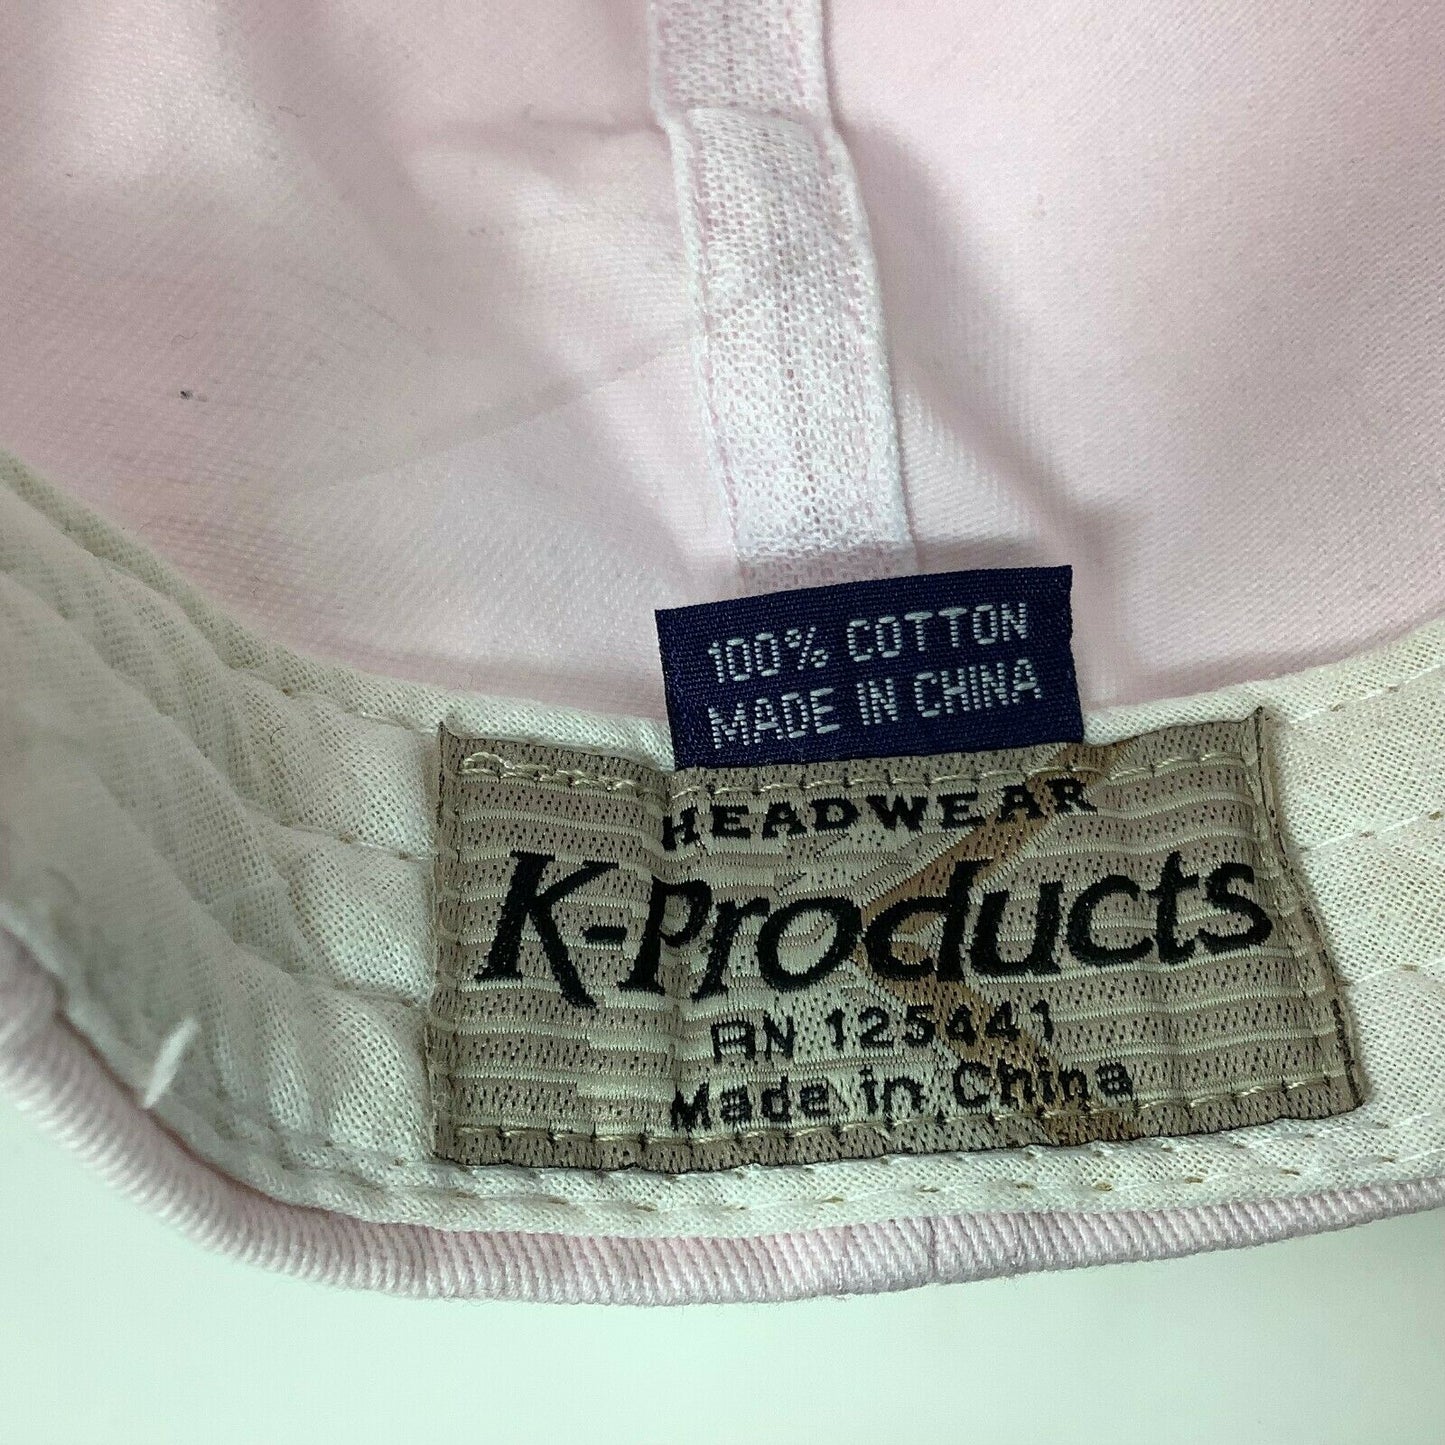 100% COTTON
MADE IN CHINA
HEADWEAR
K-Products
RN 125441
Made in China